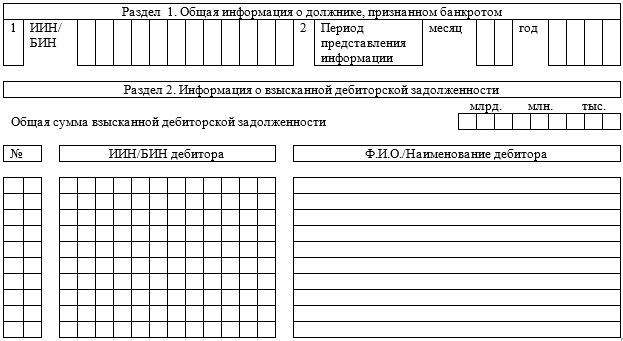 Раздел 1. Общая информация о должнике, признанном банкротом
1 ИИН/ БИН 2 Период представления информации месяц год
Раздел 2. Информация о взысканной дебиторской задолженности
млрд. млн. тыс.
Общая сумма взысканной дебиторской задолженности
№ ИИН/БИН дебитора Ф.И.О./Наименование дебитора